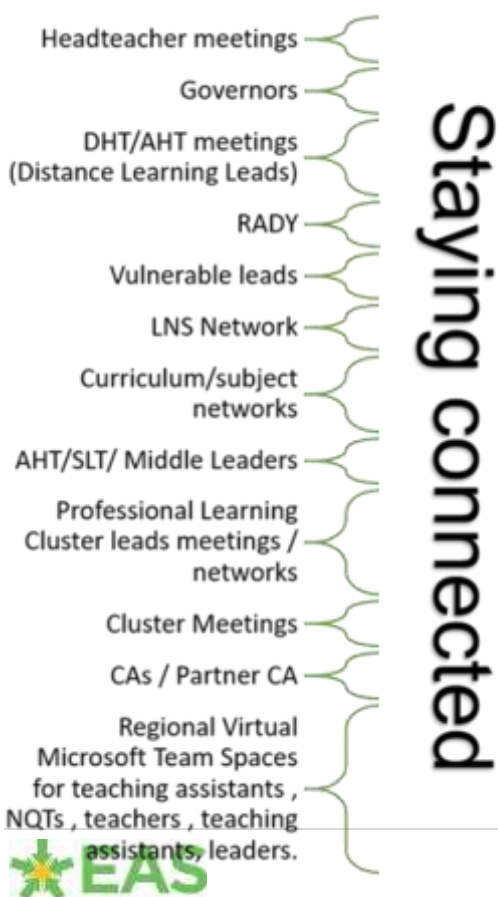 Headteacher meetings
Governors
DHT/AHT meetings
(Distance Learning Leads)
RADY
Vulnerable leads
LNS Network
Curriculum/subject
networks
AHT/SLT/ Middle Leaders
Professional Learning
Cluster leads meetings /
networks
Cluster Meetings
CAs / Partner CA
Regional Virtual
Microsoft Team Spaces
for teaching assistants ,
NQTs , teachers , teaching
assistants, leaders.
Staying connected
EAS